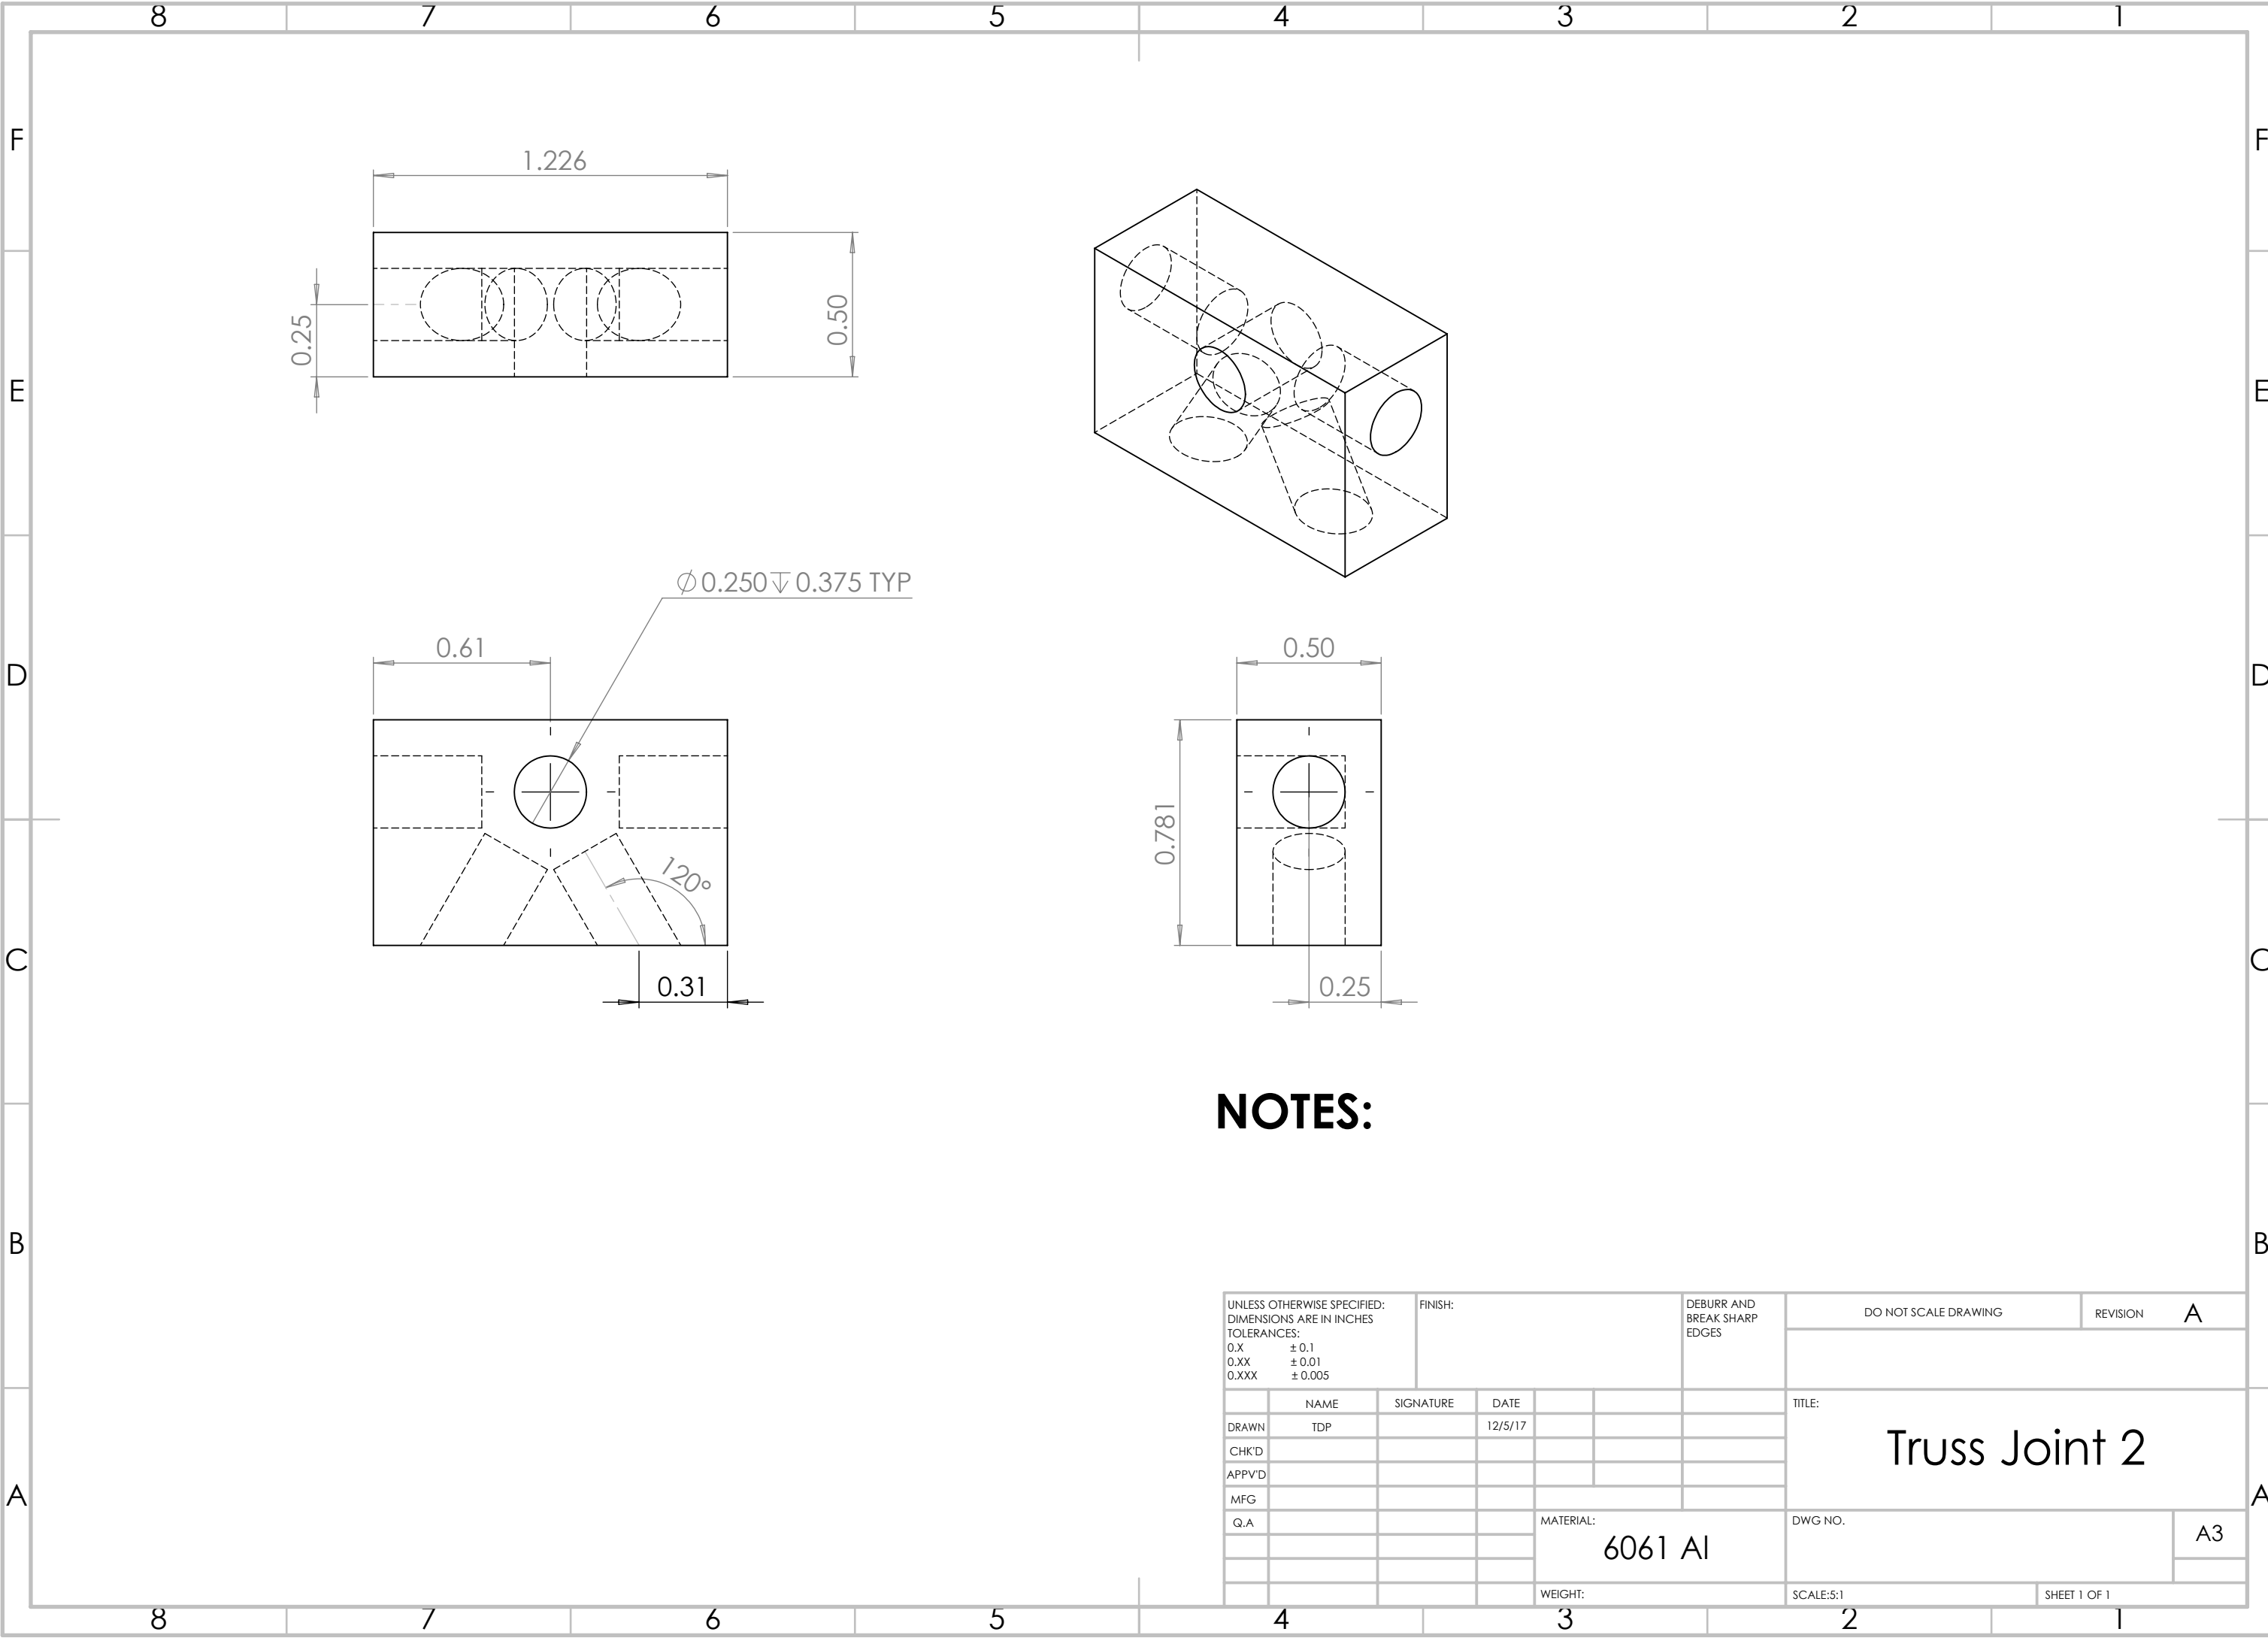 8 7 6 5 4 3 2 1
F F
E E
D D
C C
B B
A A
1.226
0.25
0.50
∅0.250↧0.375 TYP
0.61
120°
0.31
0.50
0.781
0.25
NOTES:
UNLESS OTHERWISE SPECIFIED:
DIMENSIONS ARE IN INCHES
TOLERANCES:
0.X ± 0.1
0.XX ± 0.01
0.XXX ± 0.005
FINISH:
DEBURR AND
BREAK SHARP
EDGES
DO NOT SCALE DRAWING
REVISION A
NAME SIGNATURE DATE
DRAWN TDP 12/5/17
CHK'D
APPV'D
MFG
Q.A
TITLE:
Truss Joint 2
MATERIAL:
6061 Al
DWG NO.
A3
WEIGHT:
SCALE:5:1
SHEET 1 OF 1
8 7 6 5 4 3 2 1